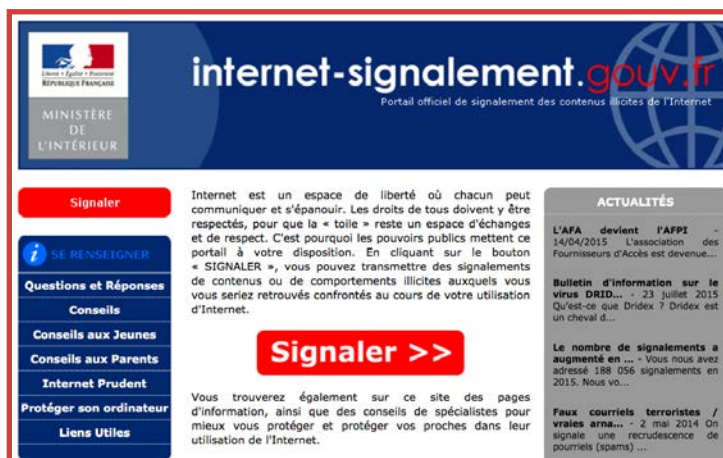 Liberté • Égalité • Fraternité
RÉPUBLIQUE FRANÇAISE
MINISTÈRE
DE
L'INTÉRIEUR
internet-signalement.gouv.fr
Portail officiel de signalement des contenus illicites de l'Internet
Signaler
i SE RENSEIGNER
Questions et Réponses
Conseils
Conseils aux Jeunes
Conseils aux Parents
Internet Prudent
Protéger son ordinateur
Liens Utiles
Internet est un espace de liberté où chacun peut
communiquer et s'épanouir. Les droits de tous doivent y être
respectés, pour que la « toile » reste un espace d'échanges
et de respect. C'est pourquoi les pouvoirs publics mettent ce
portail à votre disposition. En cliquant sur le bouton
« SIGNALER », vous pouvez transmettre des signalements
de contenus ou de comportements illicites auxquels vous
vous seriez retrouvés confrontés au cours de votre utilisation
d'Internet.
Signaler >>
Vous trouverez également sur ce site des pages
d'information, ainsi que des conseils de spécialistes pour
mieux vous protéger et protéger vos proches dans leur
utilisation de l'Internet.
ACTUALITÉS
L'AFA devient l'AFPI -
14/04/2015 L'association des
Fournisseurs d'Accès est devenue...
Bulletin d'information sur le
virus DRID... - 23 juillet 2015
Qu'est-ce que Dridex ? Dridex est
un cheval d...
Le nombre de signalements a
augmenté en ... - Vous nous avez
adressé 188 056 signalements en
2015. Nous vo...
Faux courriels terroristes /
vraies arna... - 2 mai 2014 On
signale une recrudescence de
pourriels (spams) ...